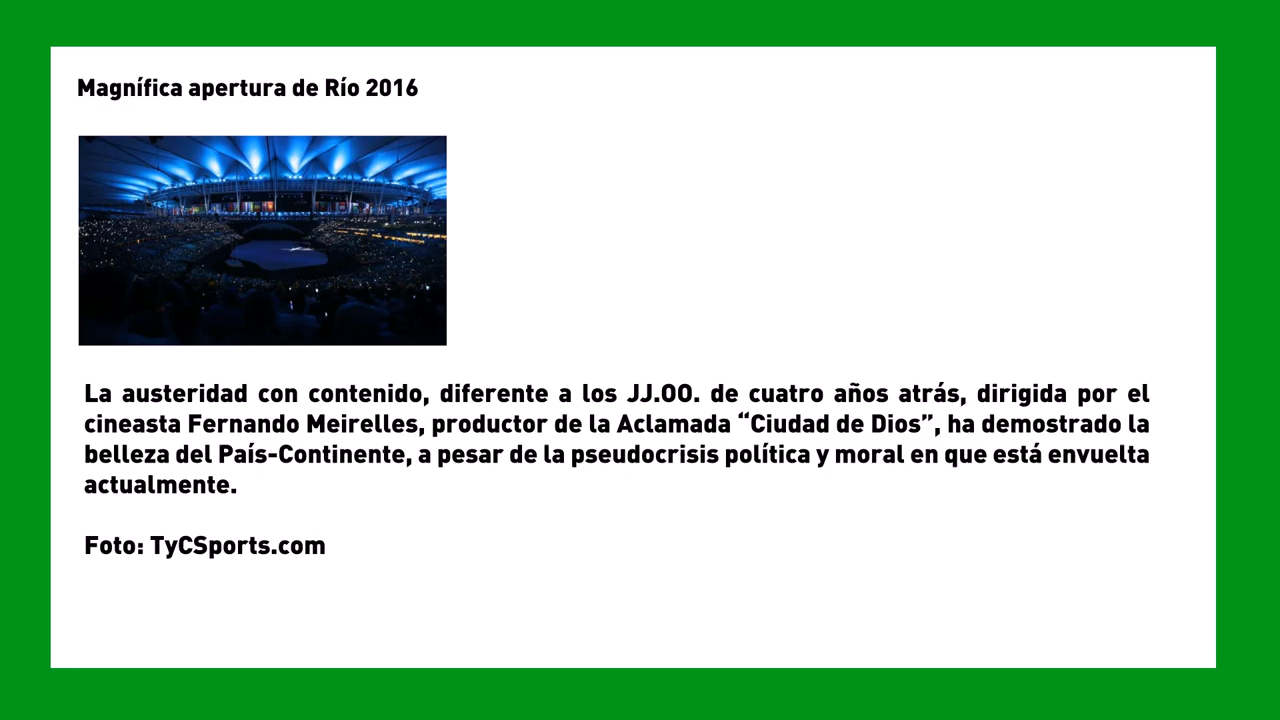 Magnífica apertura de Río 2016
La austeridad con contenido, diferente a los JJ.OO. de cuatro años atrás, dirigida por el
cineasta Fernando Meirelles, productor de la Aclamada “Ciudad de Dios”, ha demostrado la
belleza del País-Continente, a pesar de la pseudocrisis política y moral en que está envuelta
actualmente.
Foto: TyCSports.com